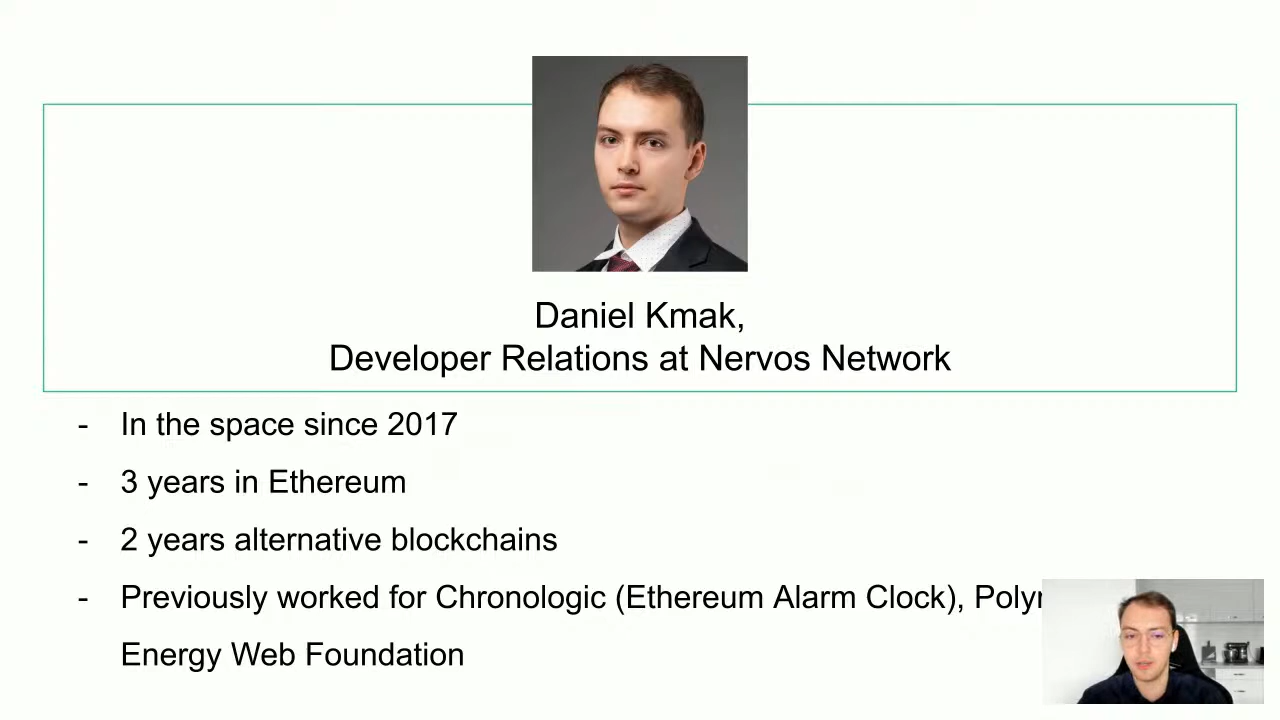 Daniel Kmak,
Developer Relations at Nervos Network
- In the space since 2017
- 3 years in Ethereum
- 2 years alternative blockchains
- Previously worked for Chronologic (Ethereum Alarm Clock),
Energy Web Foundation